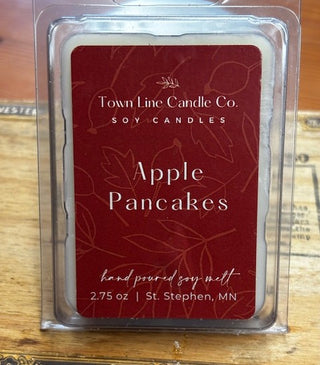 Town Line Candle Co.
SOY CANDLES
Apple
Pancakes
hand poured soy melt
2.75 oz | St. Stephen, MN